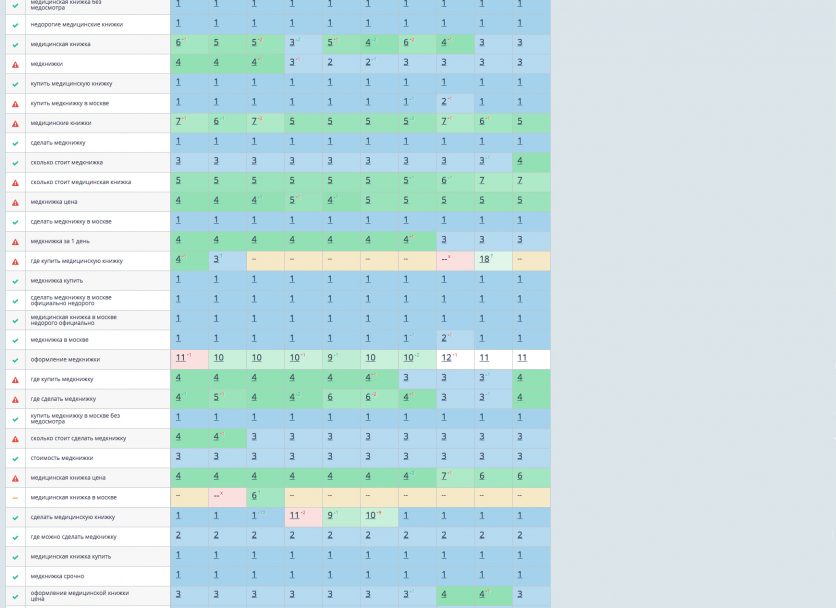 медицинская книжка без
медосмотра
1 1 1 1 1 1 1 1 1 1
недорогие медицинские книжки 1 1 1 1 1 1 1 1 1 1
медицинская книжка 6 5 5 3 5 4 6 4 3 3
медкнижки 4 4 4 3 2 2 3 3 3 3
купить медицинскую книжку 1 1 1 1 1 1 1 1 1 1
купить медкнижку в москве 1 1 1 1 1 1 1 2 1 1
медицинские книжки 7 6 7 5 5 5 5 7 6 5
сделать медкнижку 1 1 1 1 1 1 1 1 1 1
сколько стоит медкнижка 3 3 3 3 3 3 3 3 3 4
сколько стоит медицинская книжка 5 5 5 5 5 5 5 6 7 7
медкнижка цена 4 4 4 5 4 5 5 5 5 5
сделать медкнижку в москве 1 1 1 1 1 1 1 1 1 1
медкнижка за 1 день 4 4 4 4 4 4 4 3 3 3
где купить медицинскую книжку 4 3 -- -- -- -- -- -- 18 --
медкнижка купить 1 1 1 1 1 1 1 1 1 1
сделать медкнижку в москве
официально недорого
1 1 1 1 1 1 1 1 1 1
медицинская книжка в москве
недорого официально
1 1 1 1 1 1 1 1 1 1
медкнижка в москве 1 1 1 1 1 1 1 2 1 1
оформление медкнижки 11 10 10 10 9 10 10 12 11 11
где купить медкнижку 4 4 4 4 4 4 3 3 3 4
где сделать медкнижку 4 5 4 4 6 6 4 3 3 4
купить медкнижку в москве без
медосмотра
1 1 1 1 1 1 1 1 1 1
сколько стоит сделать медкнижку 4 4 3 3 3 3 3 3 3 3
стоимость медкнижки 3 3 3 3 3 3 3 3 3 3
медицинская книжка цена 4 4 4 4 4 4 4 7 6 6
медицинская книжка в москве -- -- 6 -- -- -- -- -- -- --
сделать медицинскую книжку 1 1 1 11 9 10 1 1 1 1
где можно сделать медкнижку 2 2 2 2 2 2 2 2 2 2
медицинская книжка купить 1 1 1 1 1 1 1 1 1 1
медкнижка срочно 1 1 1 1 1 1 1 1 1 1
оформление медицинской книжки
цена
3 3 3 3 3 3 3 4 4 3